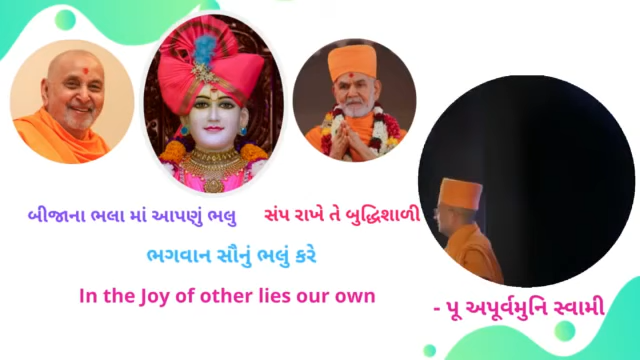 બીજાના ભલા માં આપણું ભલુ
સંપ રાખે તે બુદ્ધિશાળી
ભગવાન સૌનું ભલું કરે
In the Joy of other lies our own
- પૂ અપૂર્વમુનિ સ્વામી